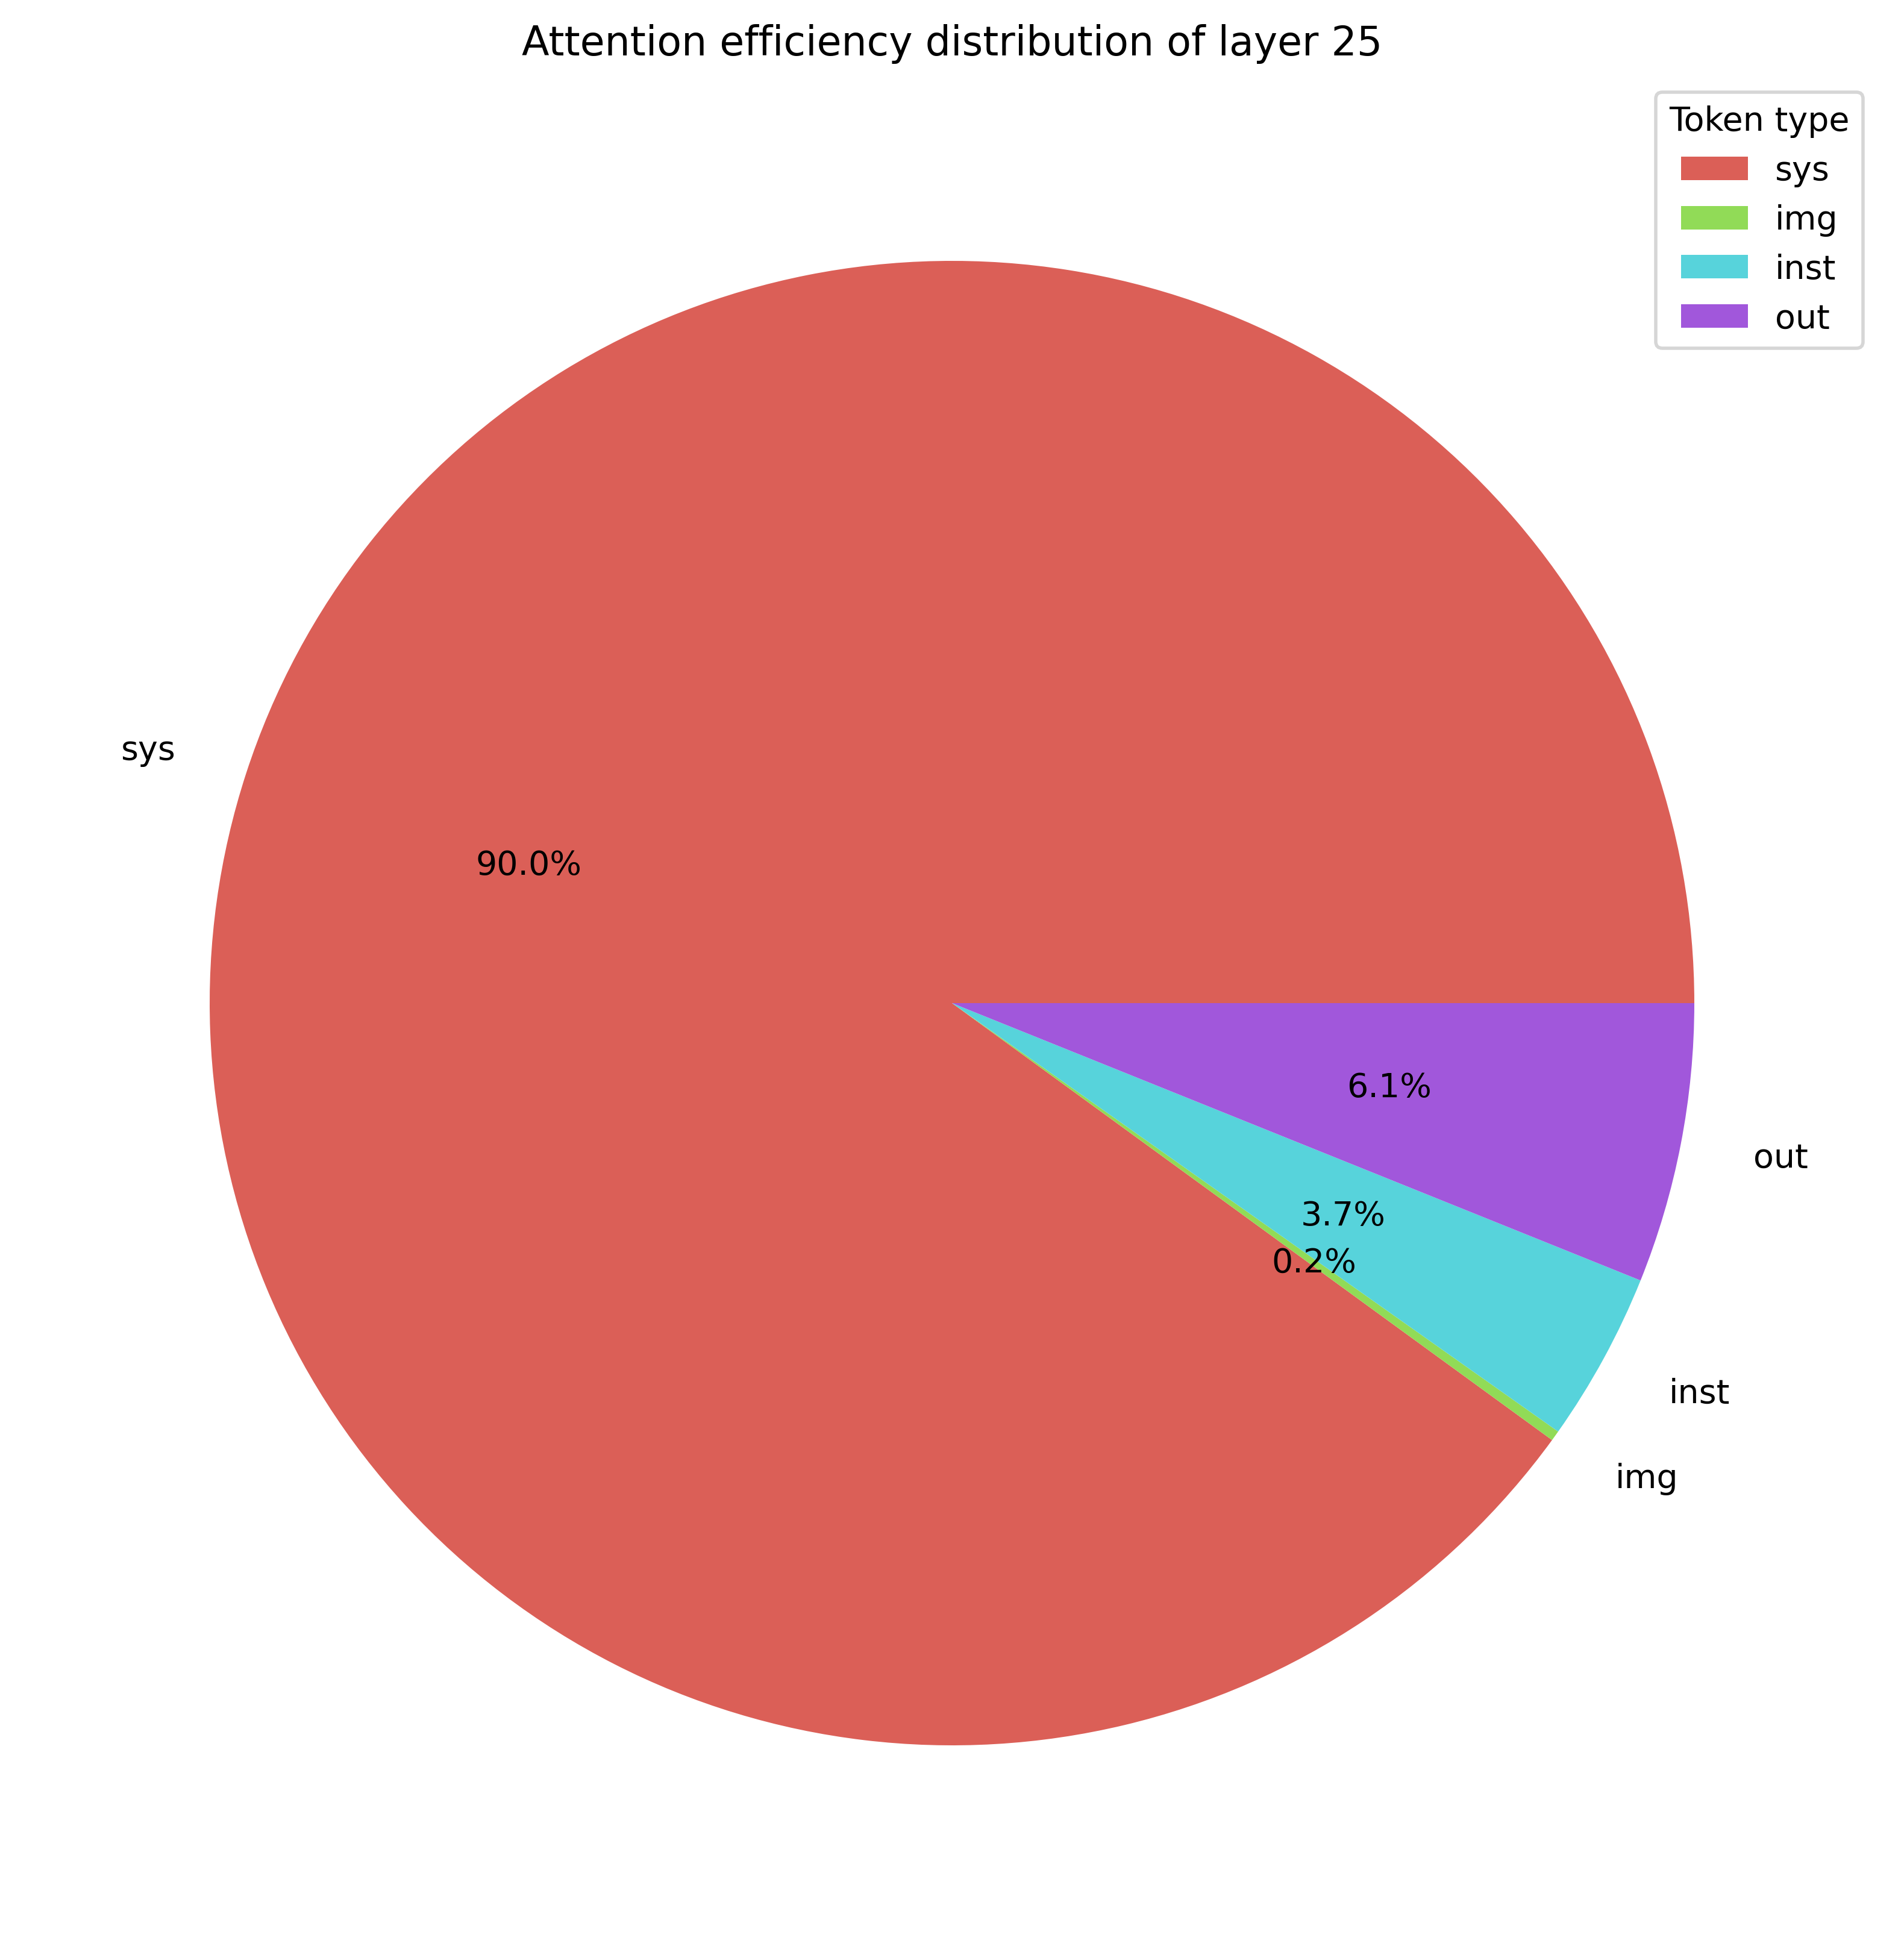 Attention efficiency distribution of layer 25
Token type
sys
img
inst
out
sys
90.0%
6.1%
out
3.7%
0.2%
inst
img